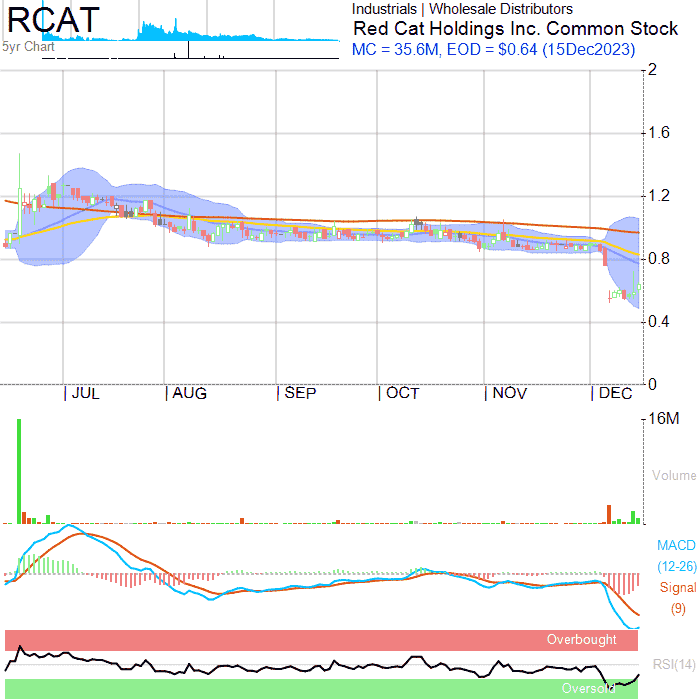 RCAT
5yr Chart
Industrials | Wholesale Distributors
Red Cat Holdings Inc. Common Stock
MC = 35.6M, EOD = $0.64 (15Dec2023)
2
1.6
1.2
0.8
0.4
0
JUL AUG SEP OCT NOV DEC
16M
Volume
MACD
(12-26)
Signal
(9)
Overbought
RSI(14)
Oversold